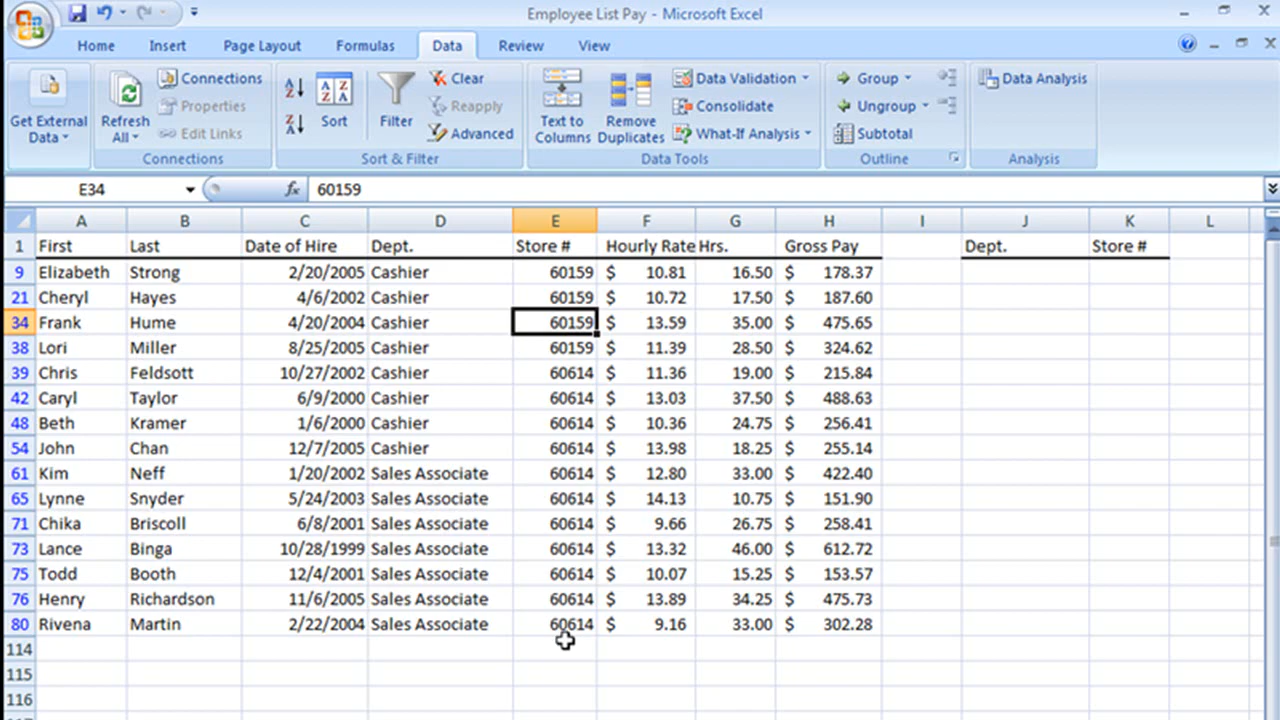 Employee List Pay - Microsoft Excel
Home Insert Page Layout Formulas Data Review View
Get External Data
Refresh All
Connections
Properties
Edit Links
Connections
Sort
Filter
Clear
Reapply
Advanced
Sort & Filter
Text to Columns
Remove Duplicates
Data Validation
Consolidate
What-If Analysis
Data Tools
Group
Ungroup
Subtotal
Outline
Data Analysis
Analysis
E34 fx 60159
A B C D E F G H I J K L
1 First Last Date of Hire Dept. Store # Hourly Rate Hrs. Gross Pay Dept. Store #
9 Elizabeth Strong 2/20/2005 Cashier 60159 $ 10.81 16.50 $ 178.37
21 Cheryl Hayes 4/6/2002 Cashier 60159 $ 10.72 17.50 $ 187.60
34 Frank Hume 4/20/2004 Cashier 60159 $ 13.59 35.00 $ 475.65
38 Lori Miller 8/25/2005 Cashier 60159 $ 11.39 28.50 $ 324.62
39 Chris Feldsott 10/27/2002 Cashier 60614 $ 11.36 19.00 $ 215.84
42 Caryl Taylor 6/9/2000 Cashier 60614 $ 13.03 37.50 $ 488.63
48 Beth Kramer 1/6/2000 Cashier 60614 $ 10.36 24.75 $ 256.41
54 John Chan 12/7/2005 Cashier 60614 $ 13.98 18.25 $ 255.14
61 Kim Neff 1/20/2002 Sales Associate 60614 $ 12.80 33.00 $ 422.40
65 Lynne Snyder 5/24/2003 Sales Associate 60614 $ 14.13 10.75 $ 151.90
71 Chika Briscoll 6/8/2001 Sales Associate 60614 $ 9.66 26.75 $ 258.41
73 Lance Binga 10/28/1999 Sales Associate 60614 $ 13.32 46.00 $ 612.72
75 Todd Booth 12/4/2001 Sales Associate 60614 $ 10.07 15.25 $ 153.57
76 Henry Richardson 11/6/2005 Sales Associate 60614 $ 13.89 34.25 $ 475.73
80 Rivena Martin 2/22/2004 Sales Associate 60614 $ 9.16 33.00 $ 302.28
114
115
116